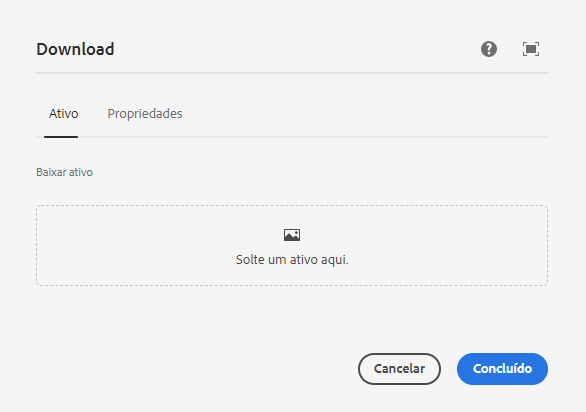 Download
Ativo
Propriedades
Baixar ativo
Solte um ativo aqui.
Cancelar
Concluído